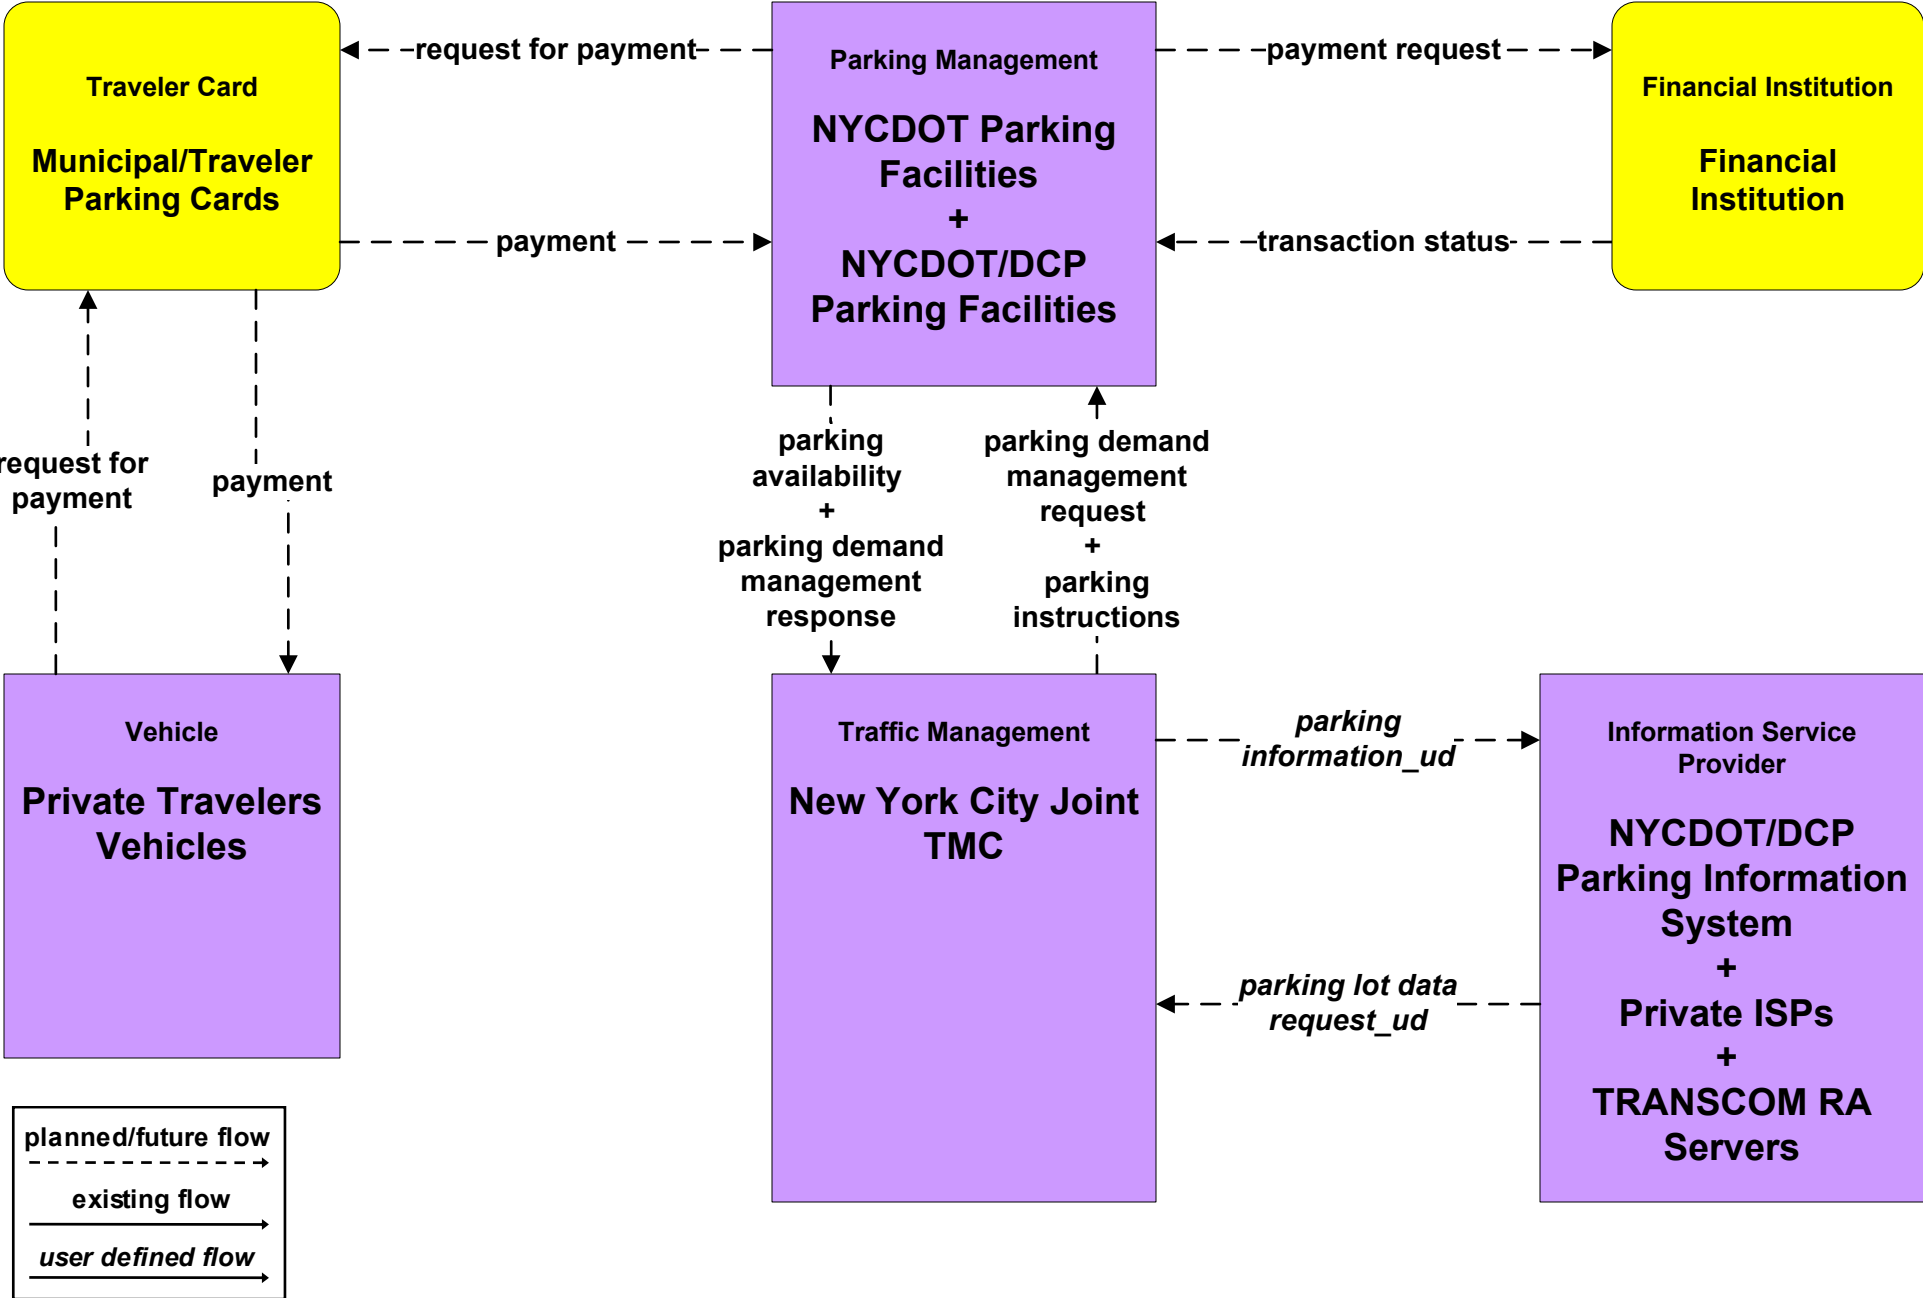 request for payment
Parking Management
payment request
Traveler Card
Financial Institution
NYCDOT Parking
Facilities
+
NYCDOT/DCP
Parking Facilities
Municipal/Traveler
Parking Cards
Financial
Institution
payment
transaction status
request for
payment
payment
parking
availability
+
parking demand
management
response
parking demand
management
request
+
parking
instructions
Vehicle
Private Travelers
Vehicles
Traffic Management
New York City Joint
TMC
parking
information_ud
Information Service
Provider
NYCDOT/DCP
Parking Information
System
+
Private ISPs
+
TRANSCOM RA
Servers
parking lot data
request_ud
planned/future flow
existing flow
user defined flow